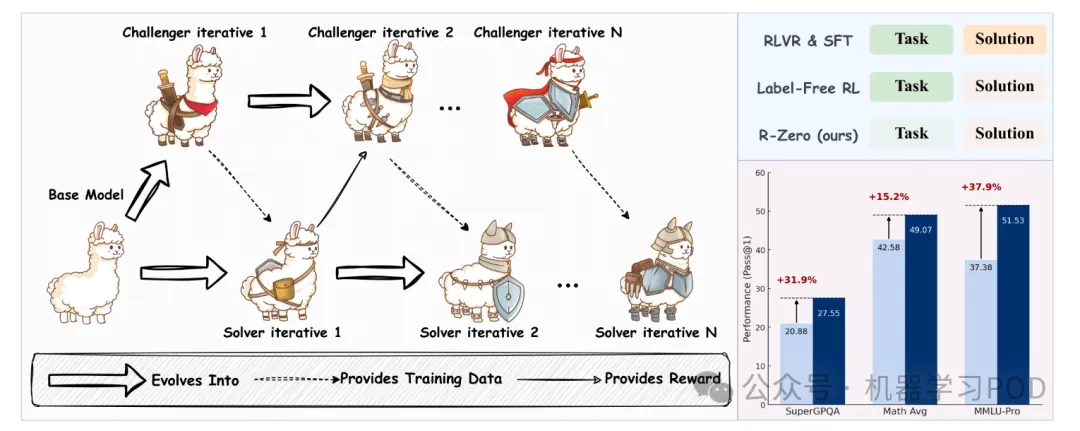 Challenger iterative 1
Challenger iterative 2
Challenger iterative N
...
Base Model
...
Solver iterative 1
Solver iterative 2
Solver iterative N
Evolves Into
Provides Training Data
Provides Reward
RLVR & SFT Task Solution
Label-Free RL Task Solution
R-Zero (ours) Task Solution
Performance (Pass@1)
60
50
40
30
20
10
0
+31.9%
20.88
27.55
+15.2%
42.58
49.07
+37.9%
37.38
51.53
SuperGPQA
Math Avg
MMLU-Pro
公众号 · 机器学习POD